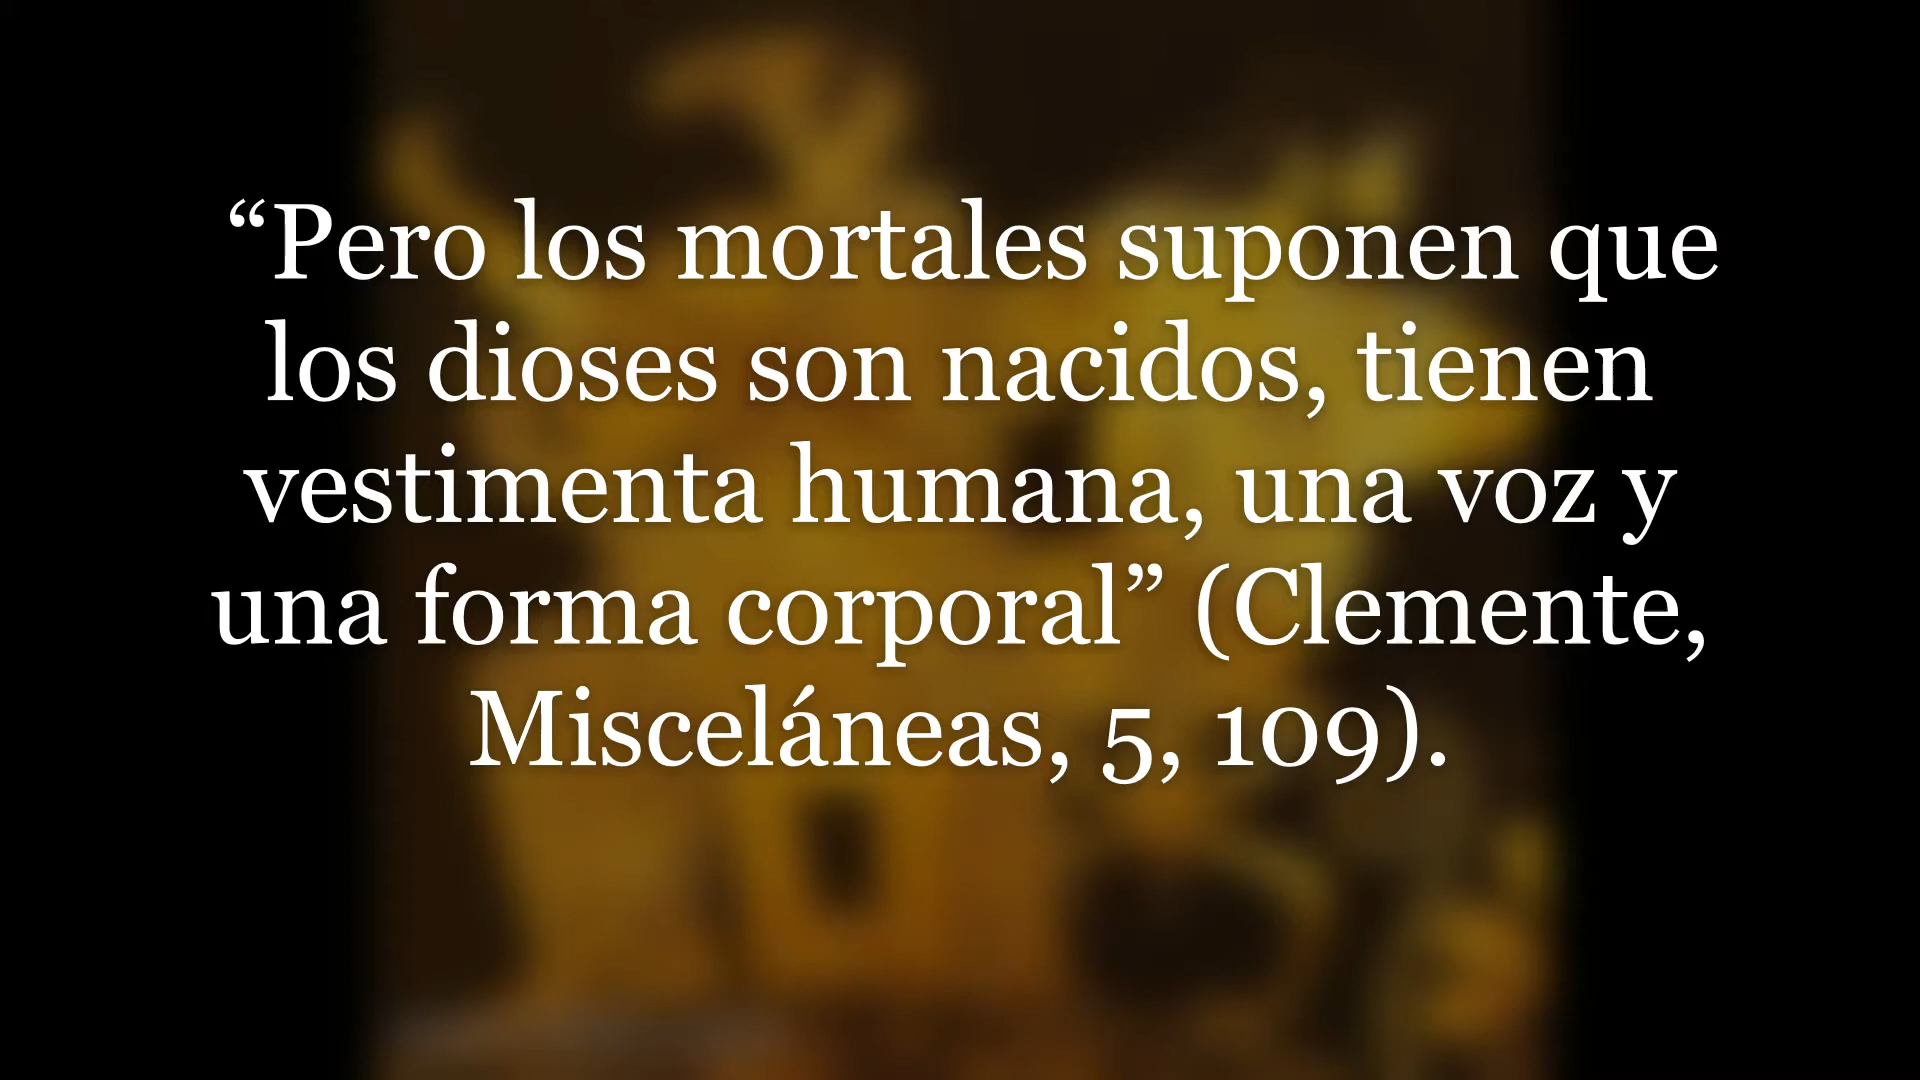 “Pero los mortales suponen que
los dioses son nacidos, tienen
vestimenta humana, una voz y
una forma corporal” (Clemente,
Misceláneas, 5, 109).